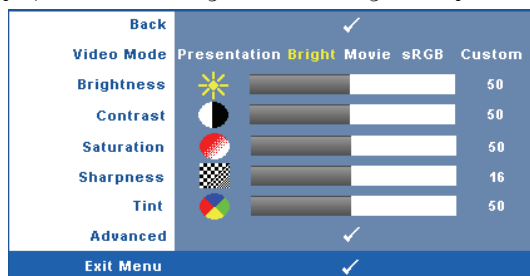 Back
Video Mode Presentation Bright Movie sRGB Custom
Brightness 50
Contrast 50
Saturation 50
Sharpness 16
Tint 50
Advanced
Exit Menu